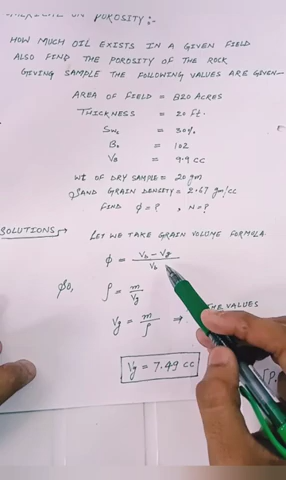 NUMERICAL ON POROSITY:-
HOW MUCH OIL EXISTS IN A GIVEN FIELD
ALSO FIND THE POROSITY OF THE ROCK
GIVING SAMPLE THE FOLLOWING VALUES ARE GIVEN-
AREA OF FIELD = 820 ACRES
THICKNESS = 20 ft.
Swc = 30%
Bo = 102
VB = 9.9 cc
Wt OF DRY SAMPLE = 20 gm
SAND GRAIN DENSITY = 2.67 gm/cc
FIND ϕ = ? , N = ?
SOLUTIONS → LET WE TAKE GRAIN VOLUME FORMULA
ϕ = Vb - Vg / Vb
So, ρ = m / Vg
Vg = m / ρ ⇒ THE VALUES
Vg = 7.49 cc